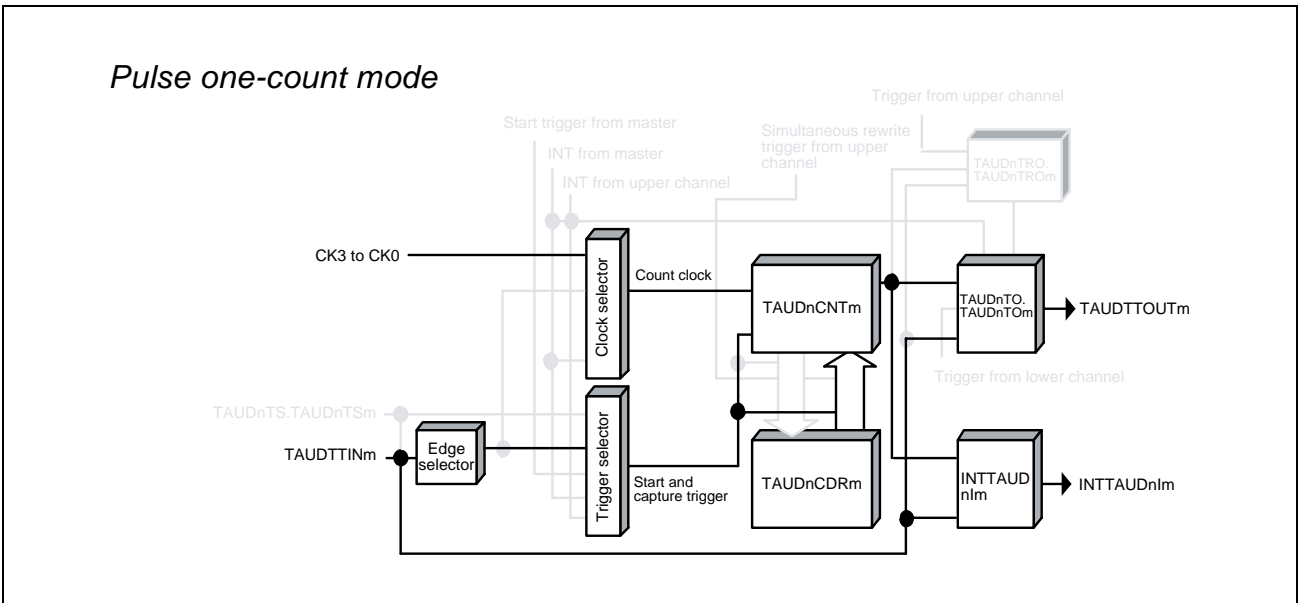 Pulse one-count mode
Trigger from upper channel
Start trigger from master
Simultaneous rewrite
trigger from upper
channel
INT from master
INT from upper channel
TAUDnTRO.
TAUDnTROm
CK3 to CK0
Clock selector
Count clock
TAUDnCNTm
TAUDnTO.
TAUDnTOm
TAUDTTOUTm
Trigger from lower channel
TAUDnTS.TAUDnTSm
TAUDTTINm
Edge
selector
Trigger selector
Start and
capture trigger
TAUDnCDRm
INTTAUD
nIm
INTTAUDnIm